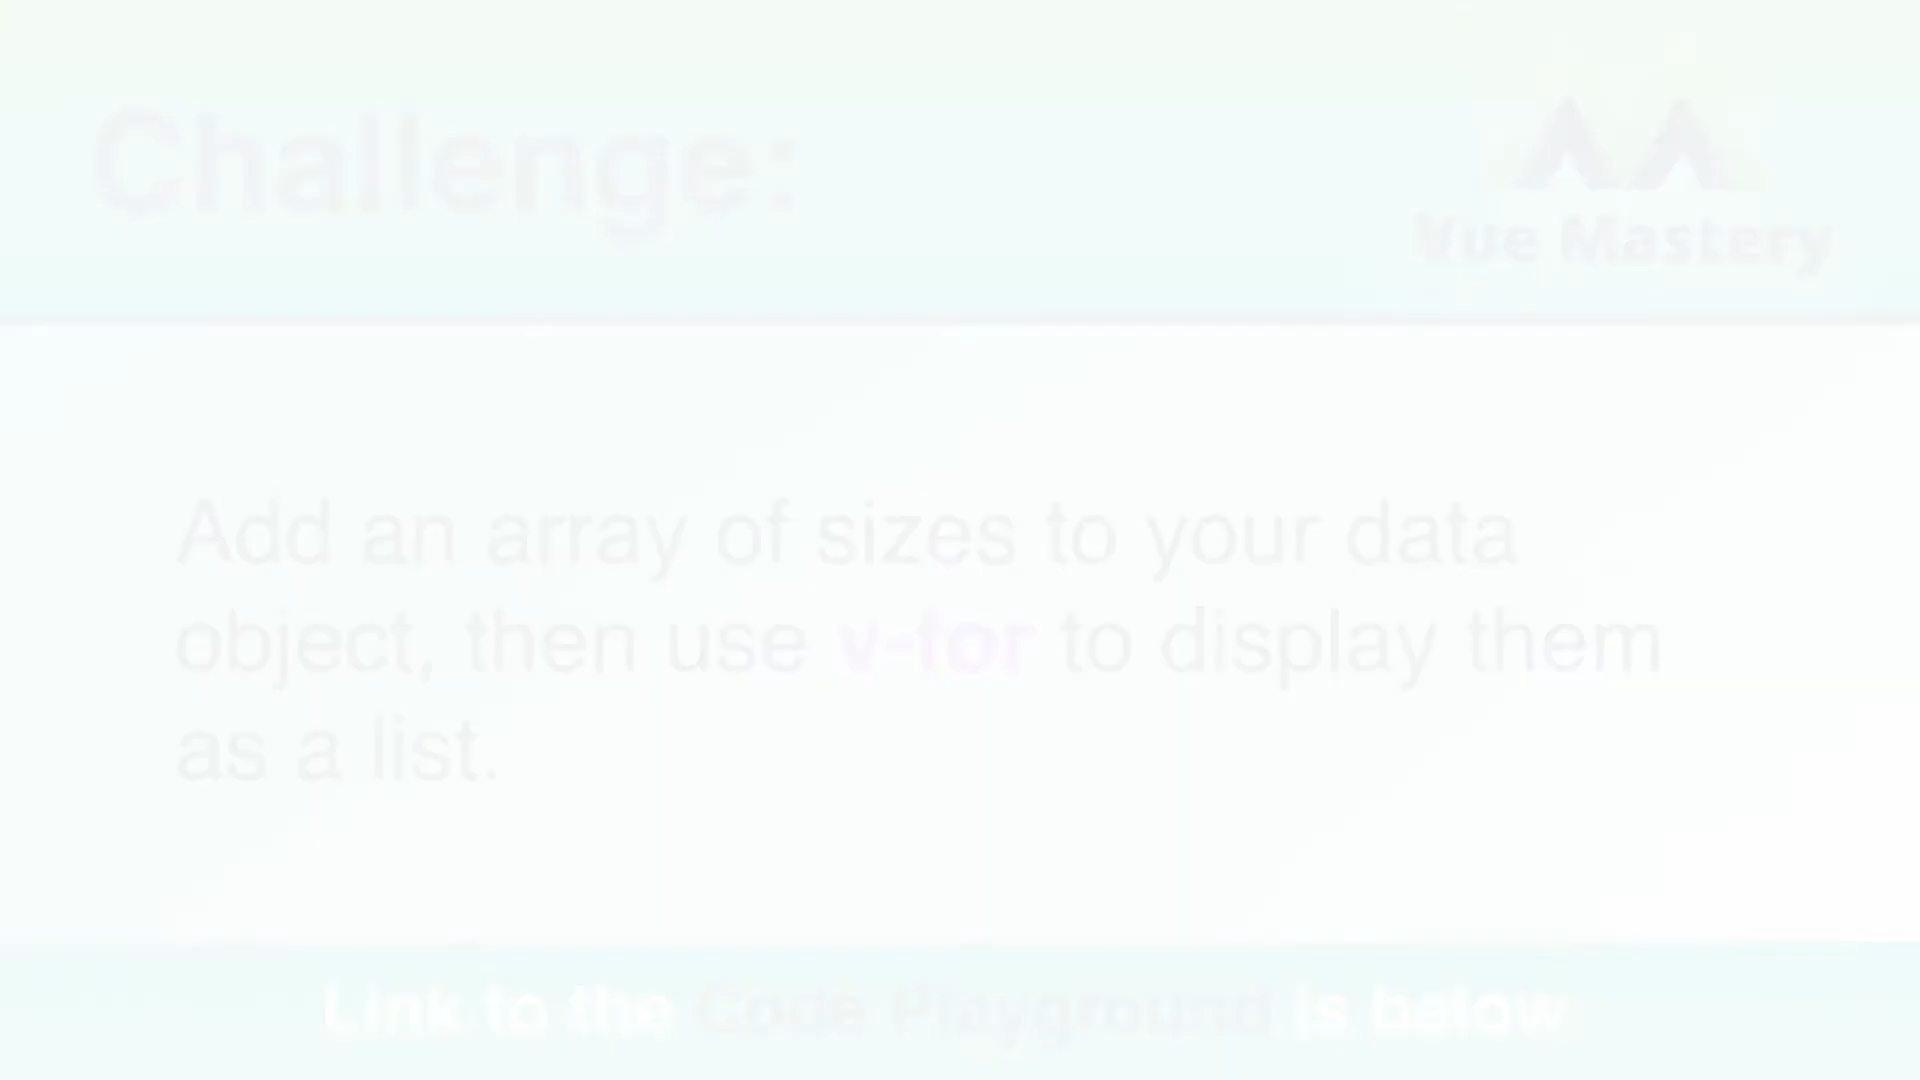 Challenge:
Vue Mastery
Add an array of sizes to your data
object, then use v-for to display them
as a list.
Link to the Code Playground is below